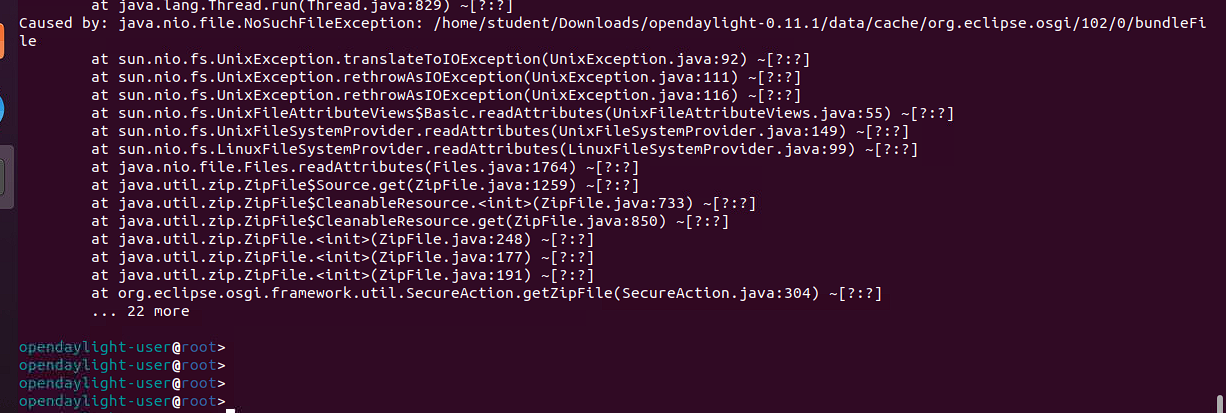 at java.lang.Thread.run(Thread.java:829) ~[?:?]
Caused by: java.nio.file.NoSuchFileException: /home/student/Downloads/opendaylight-0.11.1/data/cache/org.eclipse.osgi/102/0/bundleFi
le
at sun.nio.fs.UnixException.translateToIOException(UnixException.java:92) ~[?:?]
at sun.nio.fs.UnixException.rethrowAsIOException(UnixException.java:111) ~[?:?]
at sun.nio.fs.UnixException.rethrowAsIOException(UnixException.java:116) ~[?:?]
at sun.nio.fs.UnixFileAttributeViews$Basic.readAttributes(UnixFileAttributeViews.java:55) ~[?:?]
at sun.nio.fs.UnixFileSystemProvider.readAttributes(UnixFileSystemProvider.java:149) ~[?:?]
at sun.nio.fs.LinuxFileSystemProvider.readAttributes(LinuxFileSystemProvider.java:99) ~[?:?]
at java.nio.file.Files.readAttributes(Files.java:1764) ~[?:?]
at java.util.zip.ZipFile$Source.get(ZipFile.java:1259) ~[?:?]
at java.util.zip.ZipFile$CleanableResource.<init>(ZipFile.java:733) ~[?:?]
at java.util.zip.ZipFile$CleanableResource.get(ZipFile.java:850) ~[?:?]
at java.util.zip.ZipFile.<init>(ZipFile.java:248) ~[?:?]
at java.util.zip.ZipFile.<init>(ZipFile.java:177) ~[?:?]
at java.util.zip.ZipFile.<init>(ZipFile.java:191) ~[?:?]
at org.eclipse.osgi.framework.util.SecureAction.getZipFile(SecureAction.java:304) ~[?:?]
... 22 more
opendaylight-user@root>
opendaylight-user@root>
opendaylight-user@root>
opendaylight-user@root>